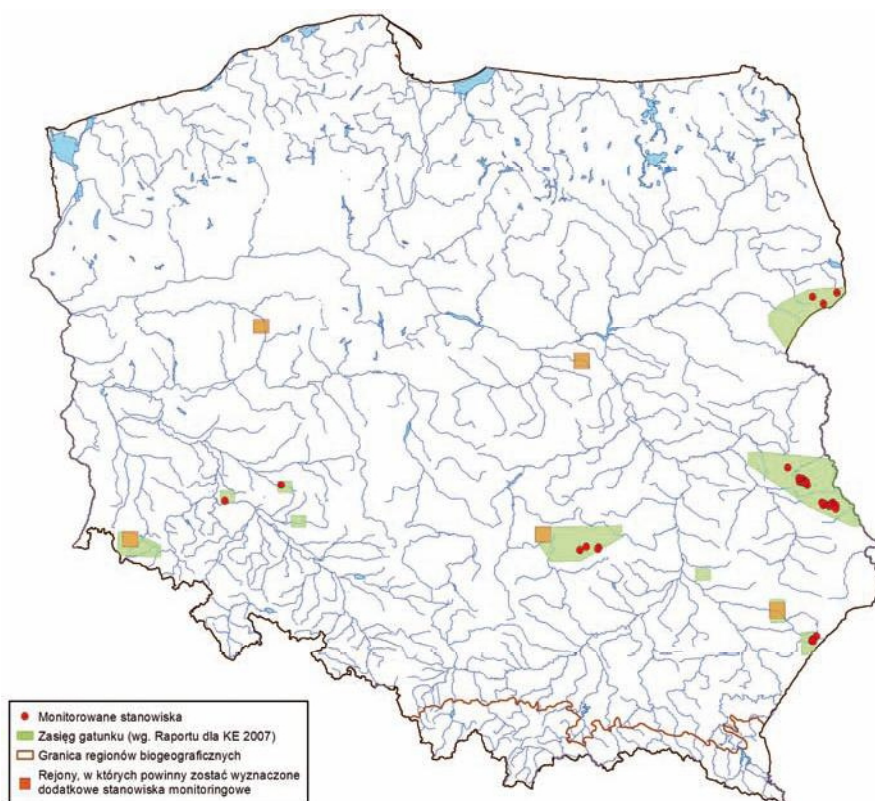 Monitorowane stanowiska
Zasięg gatunku (wg. Raportu dla KE 2007)
Granica regionów biogeograficznych
Rejony, w których powinny zostać wyznaczone
dodatkowe stanowiska monitoringowe